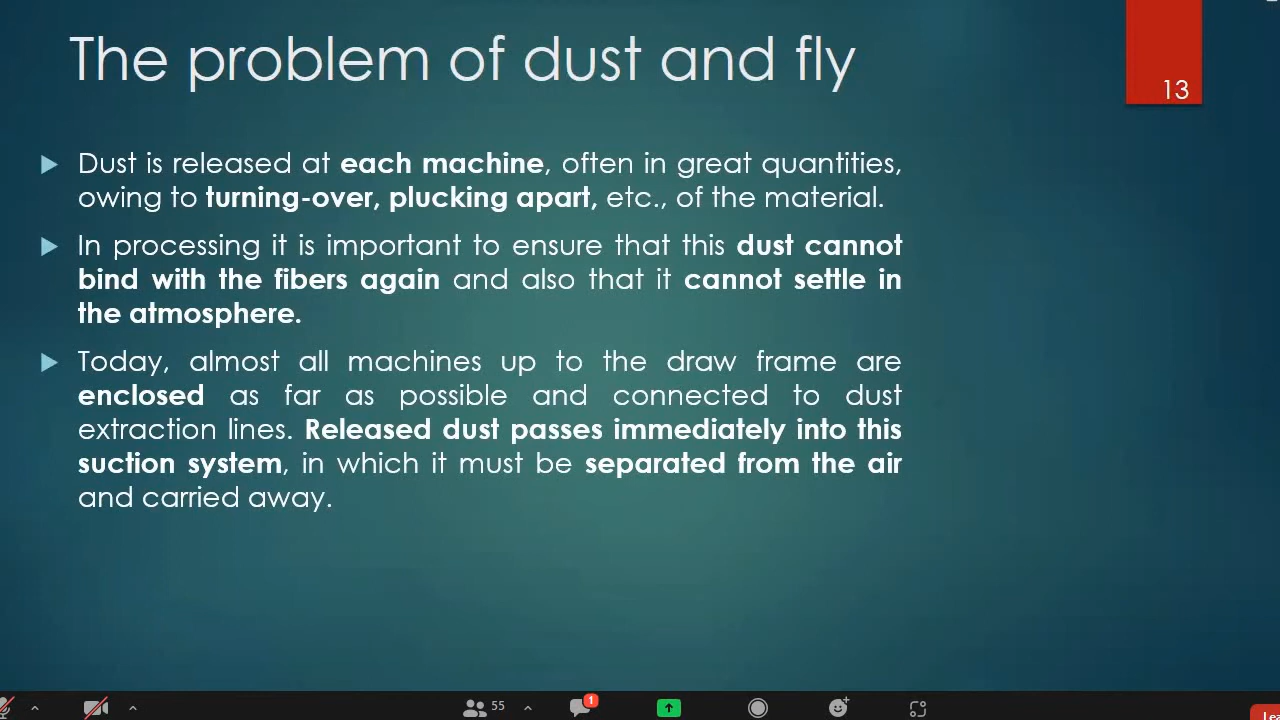 The problem of dust and fly
13
Dust is released at each machine, often in great quantities,
owing to turning-over, plucking apart, etc., of the material.
In processing it is important to ensure that this dust cannot
bind with the fibers again and also that it cannot settle in
the atmosphere.
Today, almost all machines up to the draw frame are
enclosed as far as possible and connected to dust
extraction lines. Released dust passes immediately into this
suction system, in which it must be separated from the air
and carried away.
55
1